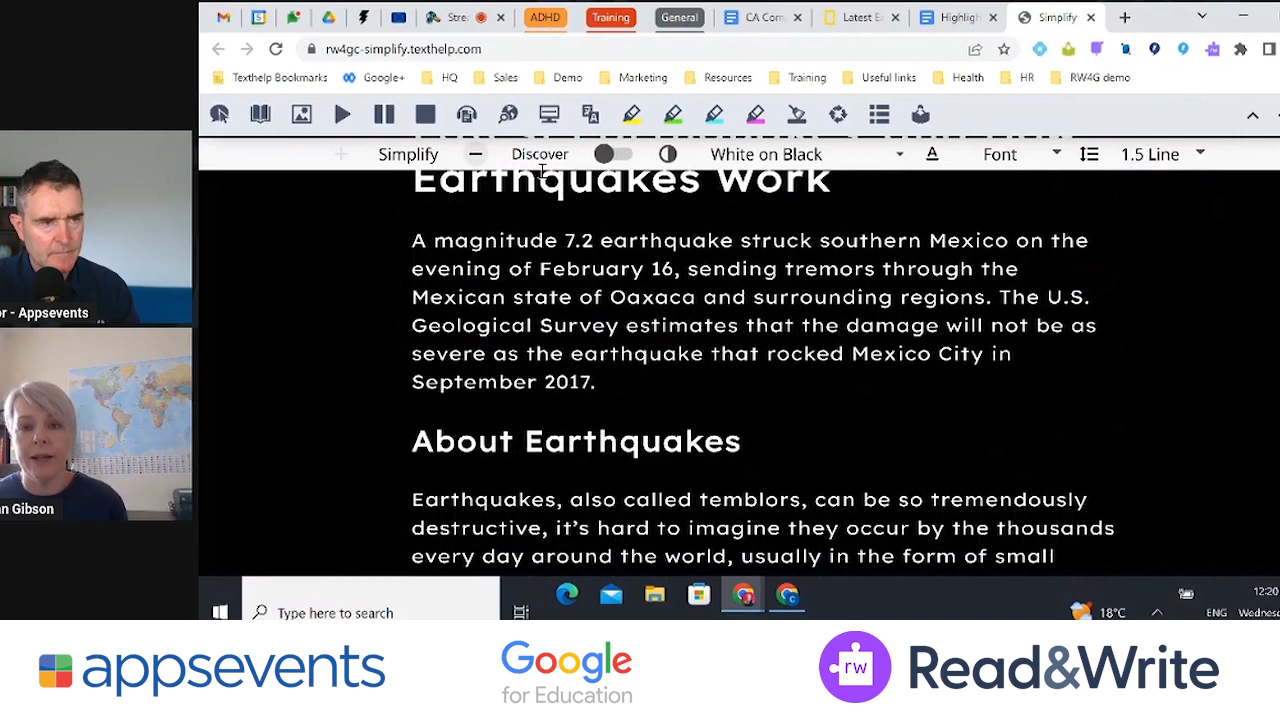 Stre
ADHD
Training
General
CA Com
Latest E
Highligh
Simplify
rw4gc-simplify.texthelp.com
Texthelp Bookmarks
Google+
HQ
Sales
Demo
Marketing
Resources
Training
Useful links
Health
HR
RW4G demo
Simplify
Discover
White on Black
Font
1.5 Line
Earthquakes Work
A magnitude 7.2 earthquake struck southern Mexico on the
evening of February 16, sending tremors through the
Mexican state of Oaxaca and surrounding regions. The U.S.
Geological Survey estimates that the damage will not be as
severe as the earthquake that rocked Mexico City in
September 2017.
About Earthquakes
Earthquakes, also called temblors, can be so tremendously
destructive, it’s hard to imagine they occur by the thousands
every day around the world, usually in the form of small
or - Appsevents
n Gibson
Type here to search
18°C
ENG
12:20
Wednes
appsevents
Google
for Education
rw
Read&Write